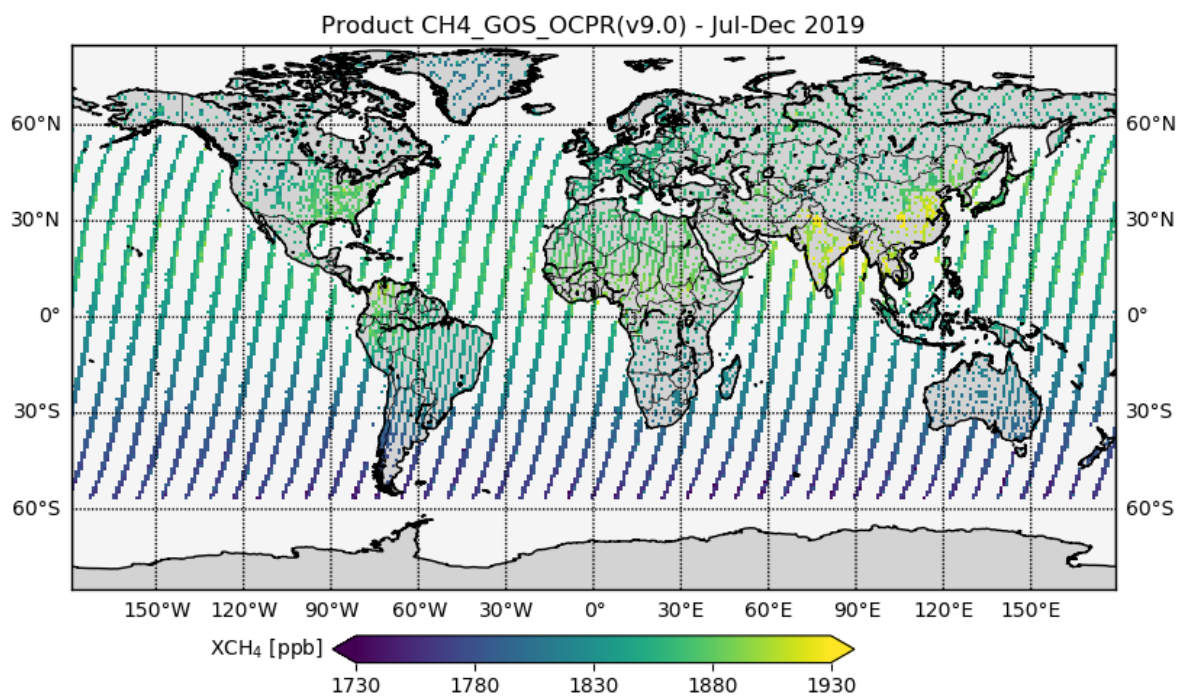 Product CH4_GOS_OCPR(v9.0) - Jul-Dec 2019
60°N 60°N
30°N 30°N
0° 0°
30°S 30°S
60°S 60°S
150°W 120°W 90°W 60°W 30°W 0° 30°E 60°E 90°E 120°E 150°E
XCH₄ [ppb]
1730 1780 1830 1880 1930